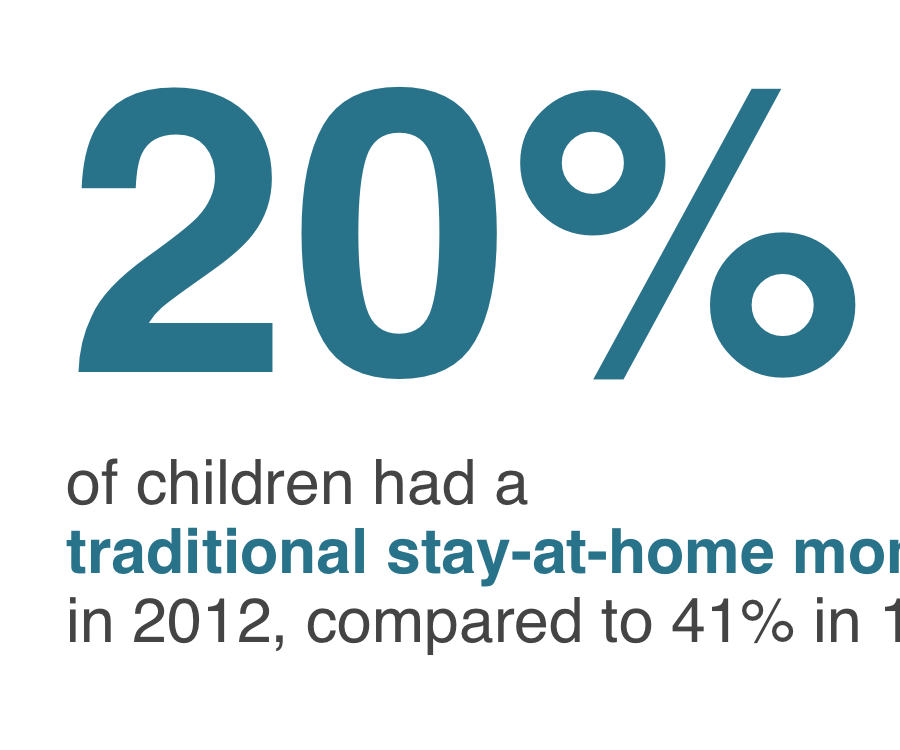 20%
of children had a
traditional stay-at-home
in 2012, compared to 41% in